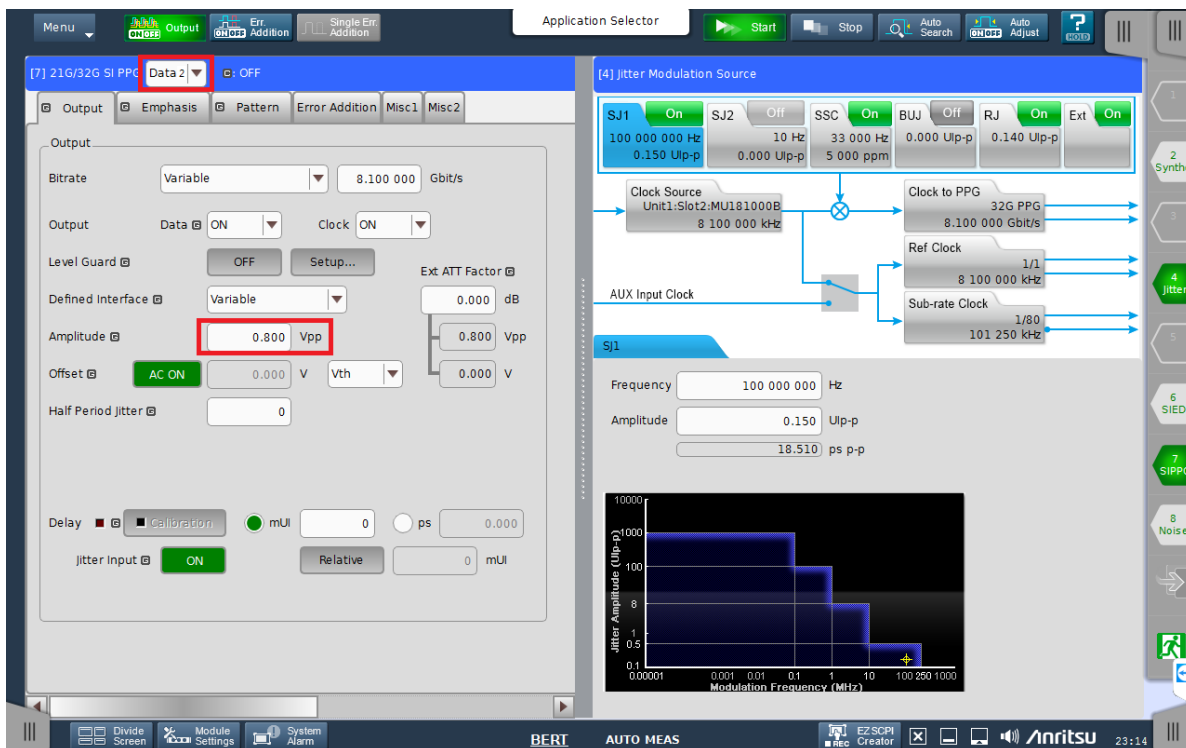 Menu
ON/OFF Output
ON/OFF Err. Addition
Single Err. Addition
Application Selector
Start
Stop
Auto Search
ON/OFF Auto Adjust
? HOLD
[7] 21G/32G SI PPG Data 2 C: OFF
C Output
C Emphasis
C Pattern
Error Addition
Misc1
Misc2
Output
Bitrate Variable 8.100 000 Gbit/s
Output Data C ON Clock ON
Level Guard C OFF Setup...
Ext ATT Factor C
Defined Interface C Variable 0.000 dB
Amplitude C 0.800 Vpp 0.800 Vpp
Offset C AC ON 0.000 V Vth 0.000 V
Half Period Jitter C 0
Delay C Calibration mUI 0 ps 0.000
Jitter Input C ON Relative 0 mUI
[4] Jitter Modulation Source
SJ1 On
100 000 000 Hz
0.150 UIp-p
SJ2 Off
10 Hz
0.000 UIp-p
SSC On
33 000 Hz
5 000 ppm
BUJ Off
0.000 UIp-p
RJ On
0.140 UIp-p
Ext On
Clock Source
Unit1:Slot2:MU181000B
8 100 000 kHz
Clock to PPG
32G PPG
8.100 000 Gbit/s
Ref Clock
1/1
8 100 000 kHz
AUX Input Clock
Sub-rate Clock
1/80
101 250 kHz
SJ1
Frequency 100 000 000 Hz
Amplitude 0.150 UIp-p
18.510 ps p-p
Jitter Amplitude (UIp-p)
10000
1000
100
8
1
0.5
0.1
0.00001 0.001 0.01 0.1 1 10 100 250 1000
Modulation Frequency (MHz)
1
2
Synth
3
4
Jitter
5
6
SIED
7
SIPPG
8
Noise
Divide Screen
Module Settings
System Alarm
BERT
AUTO MEAS
REC
EZ SCPI Creator
Anritsu
23:14